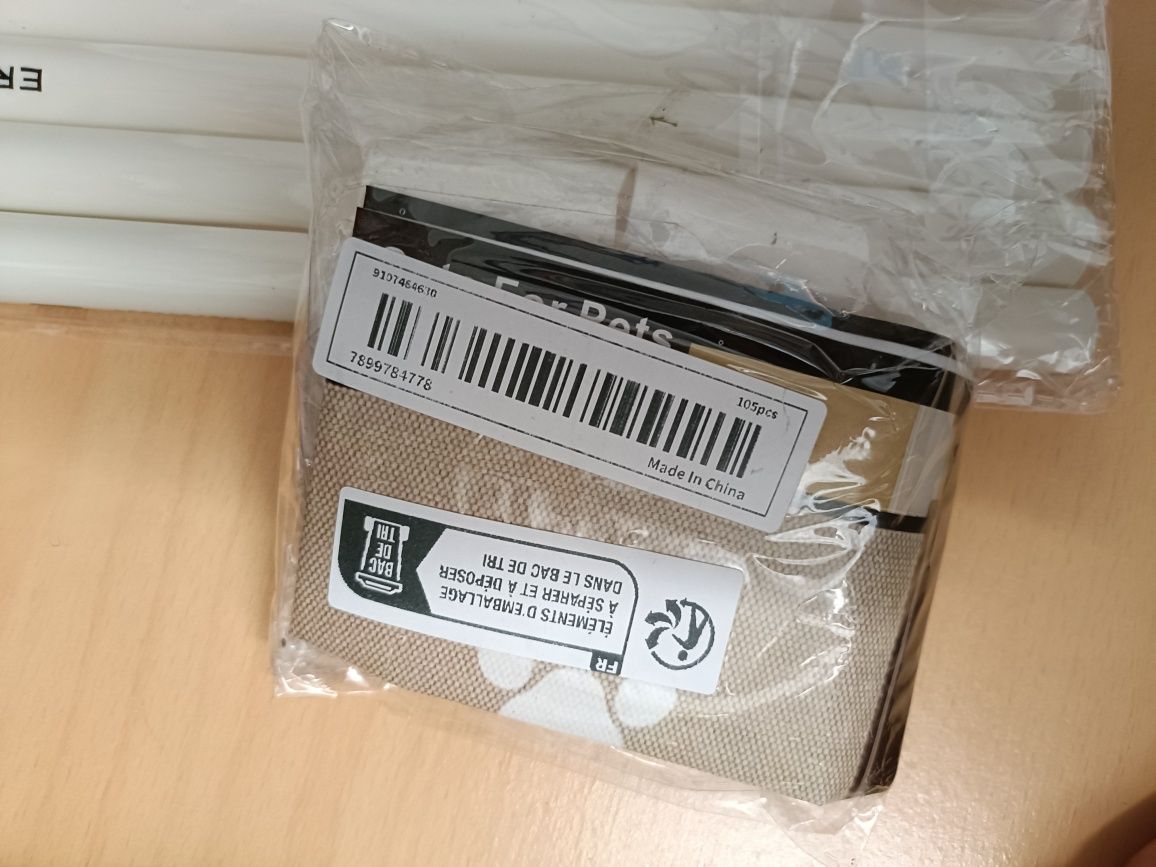 ER
For Pets
9107464630
7899784778
105pcs
Made In China
FR
ÉLÉMENTS D'EMBALLAGE
À SÉPARER ET À DÉPOSER
DANS LE BAC DE TRI
BAC
DE
TRI